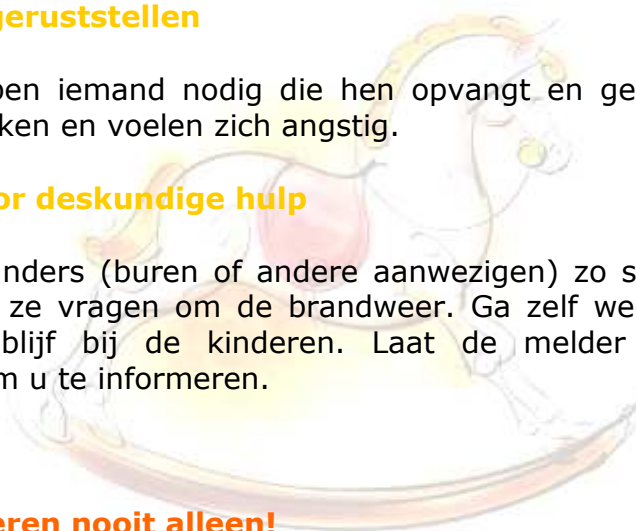 geruststellen
en iemand nodig die hen opvangt en ge
ken en voelen zich angstig.
or deskundige hulp
nders (buren of andere aanwezigen) zo s
ze vragen om de brandweer. Ga zelf we
blijf bij de kinderen. Laat de melder
m u te informeren.
eren nooit alleen!